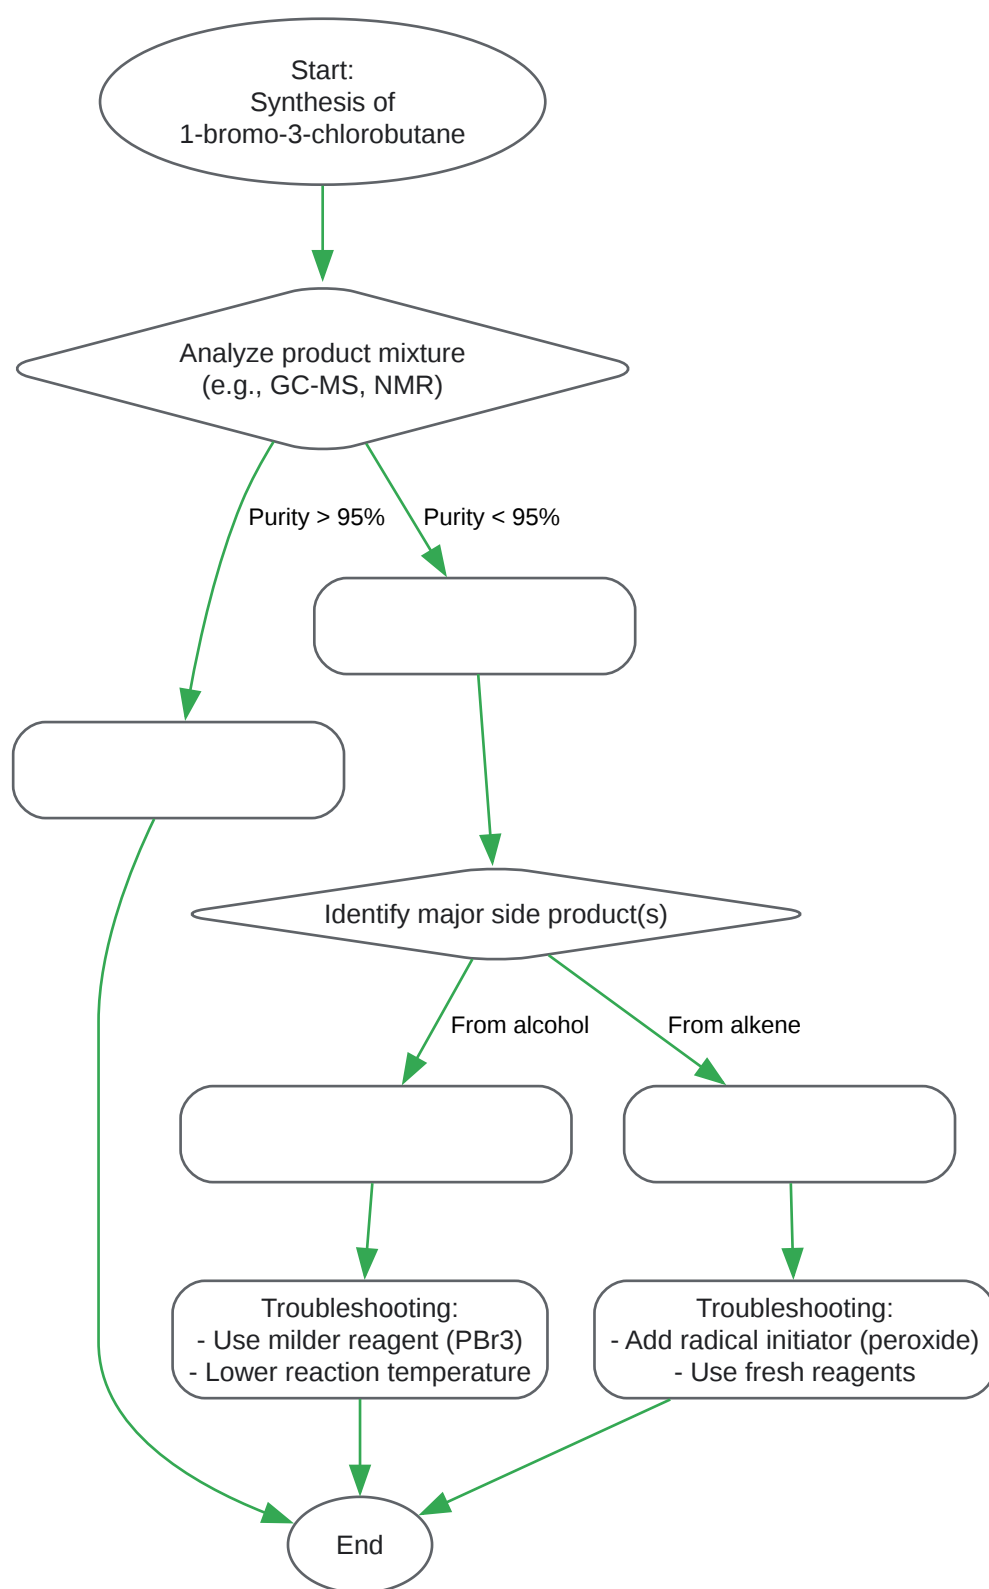 Start:
Synthesis of
1-bromo-3-chlorobutane
Analyze product mixture
(e.g., GC-MS, NMR)
Purity > 95%
Purity < 95%
Identify major side product(s)
From alcohol
From alkene
Troubleshooting:
- Use milder reagent (PBr3)
- Lower reaction temperature
Troubleshooting:
- Add radical initiator (peroxide)
- Use fresh reagents
End